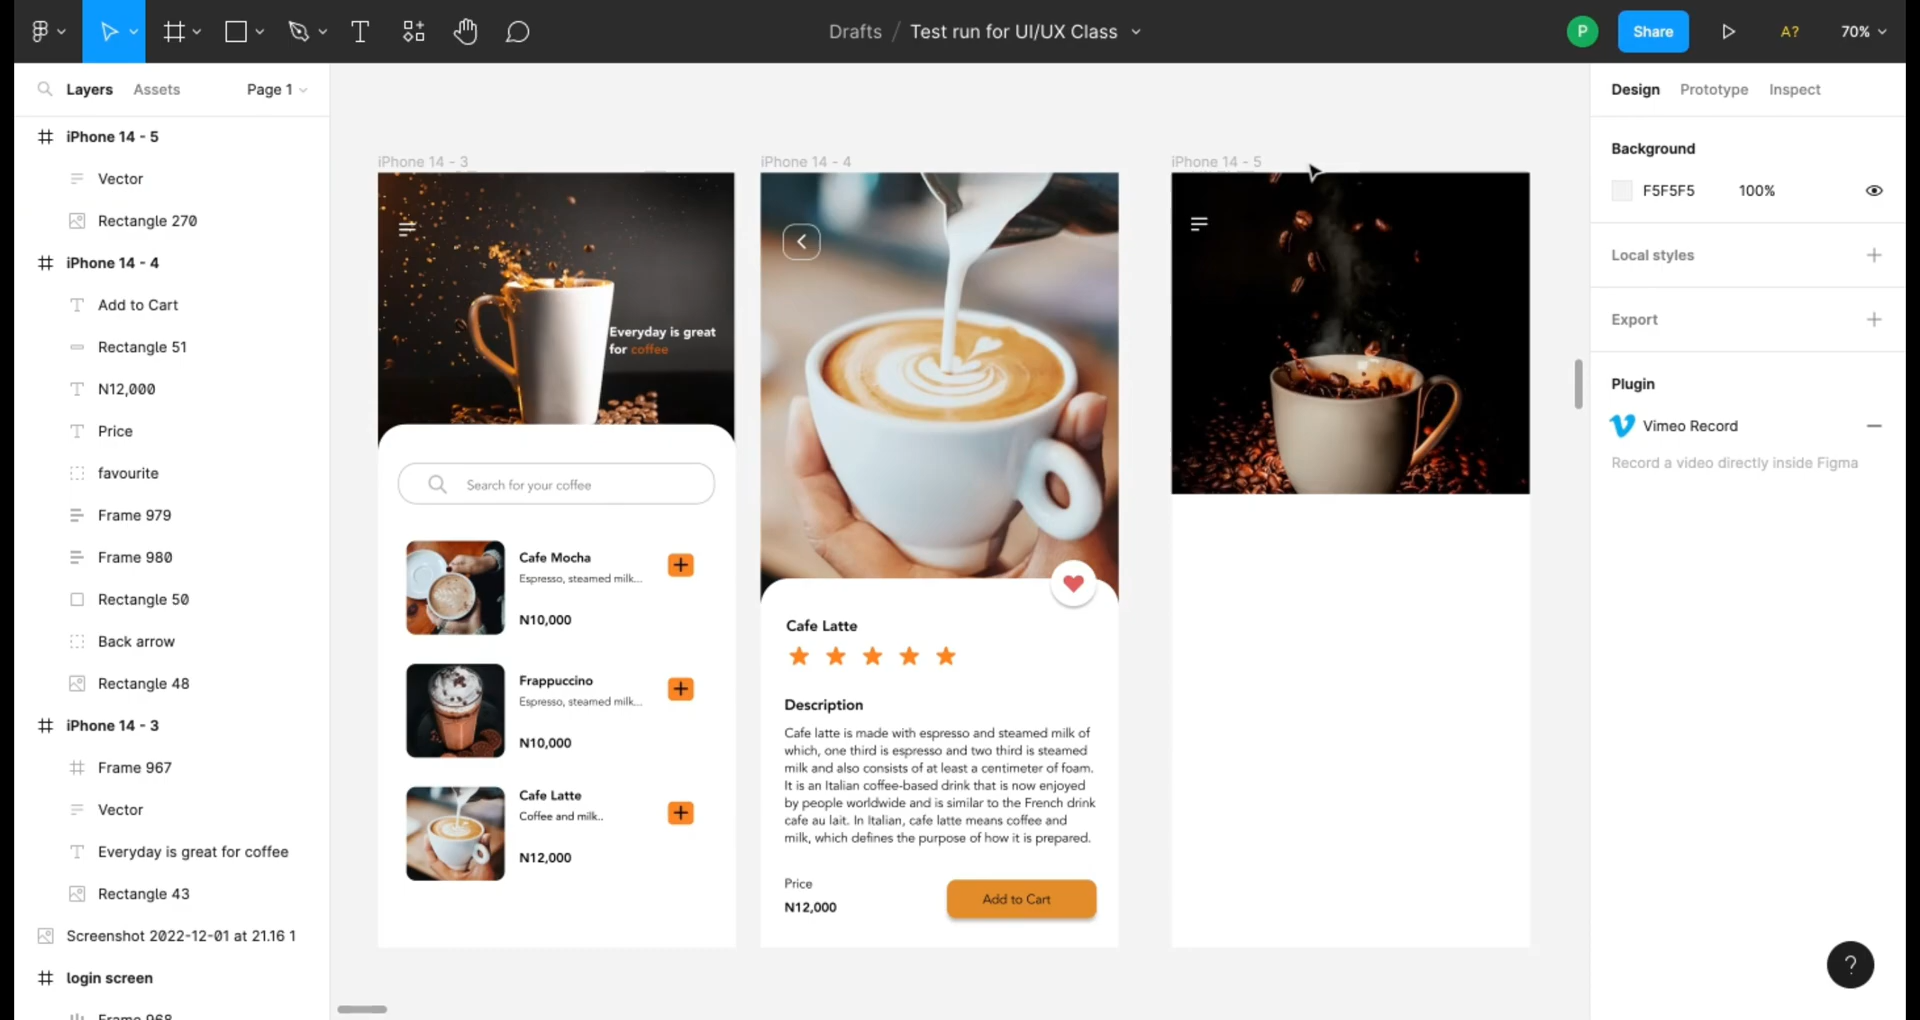 Drafts / Test run for UI/UX Class
P
Share
A?
70%
Layers
Assets
Page 1
iPhone 14 - 5
Vector
Rectangle 270
iPhone 14 - 4
Add to Cart
Rectangle 51
N12,000
Price
favourite
Frame 979
Frame 980
Rectangle 50
Back arrow
Rectangle 48
iPhone 14 - 3
Frame 967
Vector
Everyday is great for coffee
Rectangle 43
Screenshot 2022-12-01 at 21.16 1
login screen
Frame 968
iPhone 14 - 3
Everyday is great
for coffee
Search for your coffee
Cafe Mocha
Espresso, steamed milk...
N10,000
Frappuccino
Espresso, steamed milk...
N10,000
Cafe Latte
Coffee and milk..
N12,000
iPhone 14 - 4
Cafe Latte
Description
Cafe latte is made with espresso and steamed milk of
which, one third is espresso and two third is steamed
milk and also consists of at least a centimeter of foam.
It is an Italian coffee-based drink that is now enjoyed
by people worldwide and is similar to the French drink
cafe au lait. In Italian, cafe latte means coffee and
milk, which defines the purpose of how it is prepared.
Price
N12,000
Add to Cart
iPhone 14 - 5
Design
Prototype
Inspect
Background
F5F5F5
100%
Local styles
Export
Plugin
Vimeo Record
Record a video directly inside Figma
?